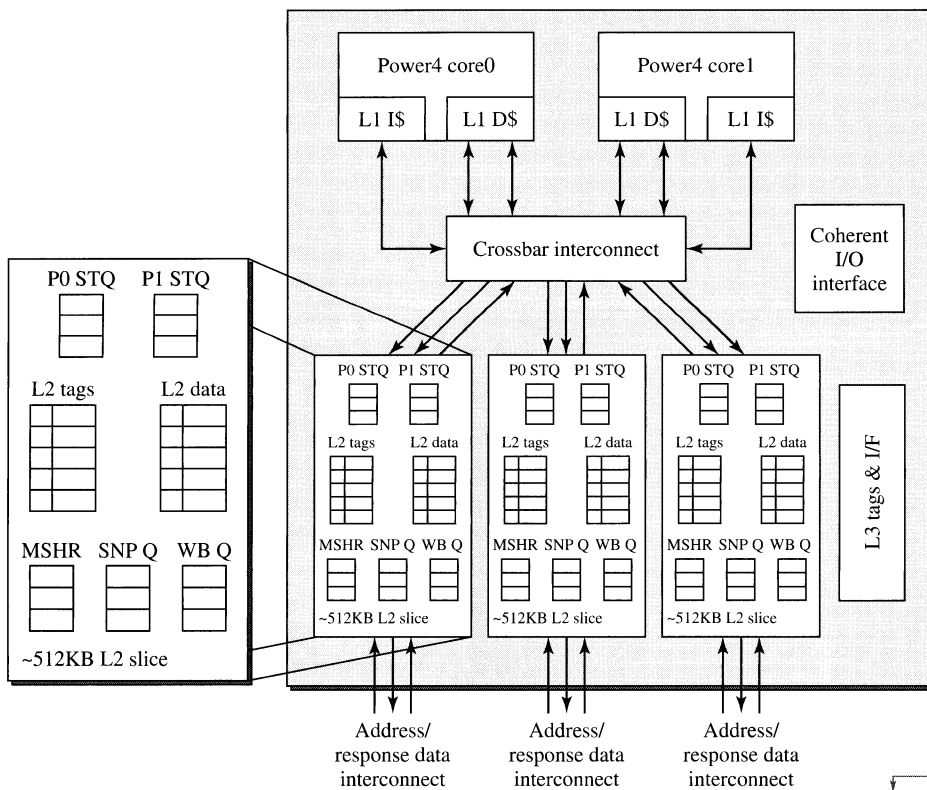 Power4 core0
Power4 core1
L1 I$
L1 D$
L1 D$
L1 I$
Crossbar interconnect
Coherent
I/O
interface
P0 STQ P1 STQ
L2 tags L2 data
MSHR SNP Q WB Q
~512KB L2 slice
P0 STQ P1 STQ
L2 tags L2 data
MSHR SNP Q WB Q
~512KB L2 slice
P0 STQ P1 STQ
L2 tags L2 data
MSHR SNP Q WB Q
~512KB L2 slice
P0 STQ P1 STQ
L2 tags L2 data
MSHR SNP Q WB Q
~512KB L2 slice
L3 tags & I/F
Address/
response data
interconnect
Address/
response data
interconnect
Address/
response data
interconnect